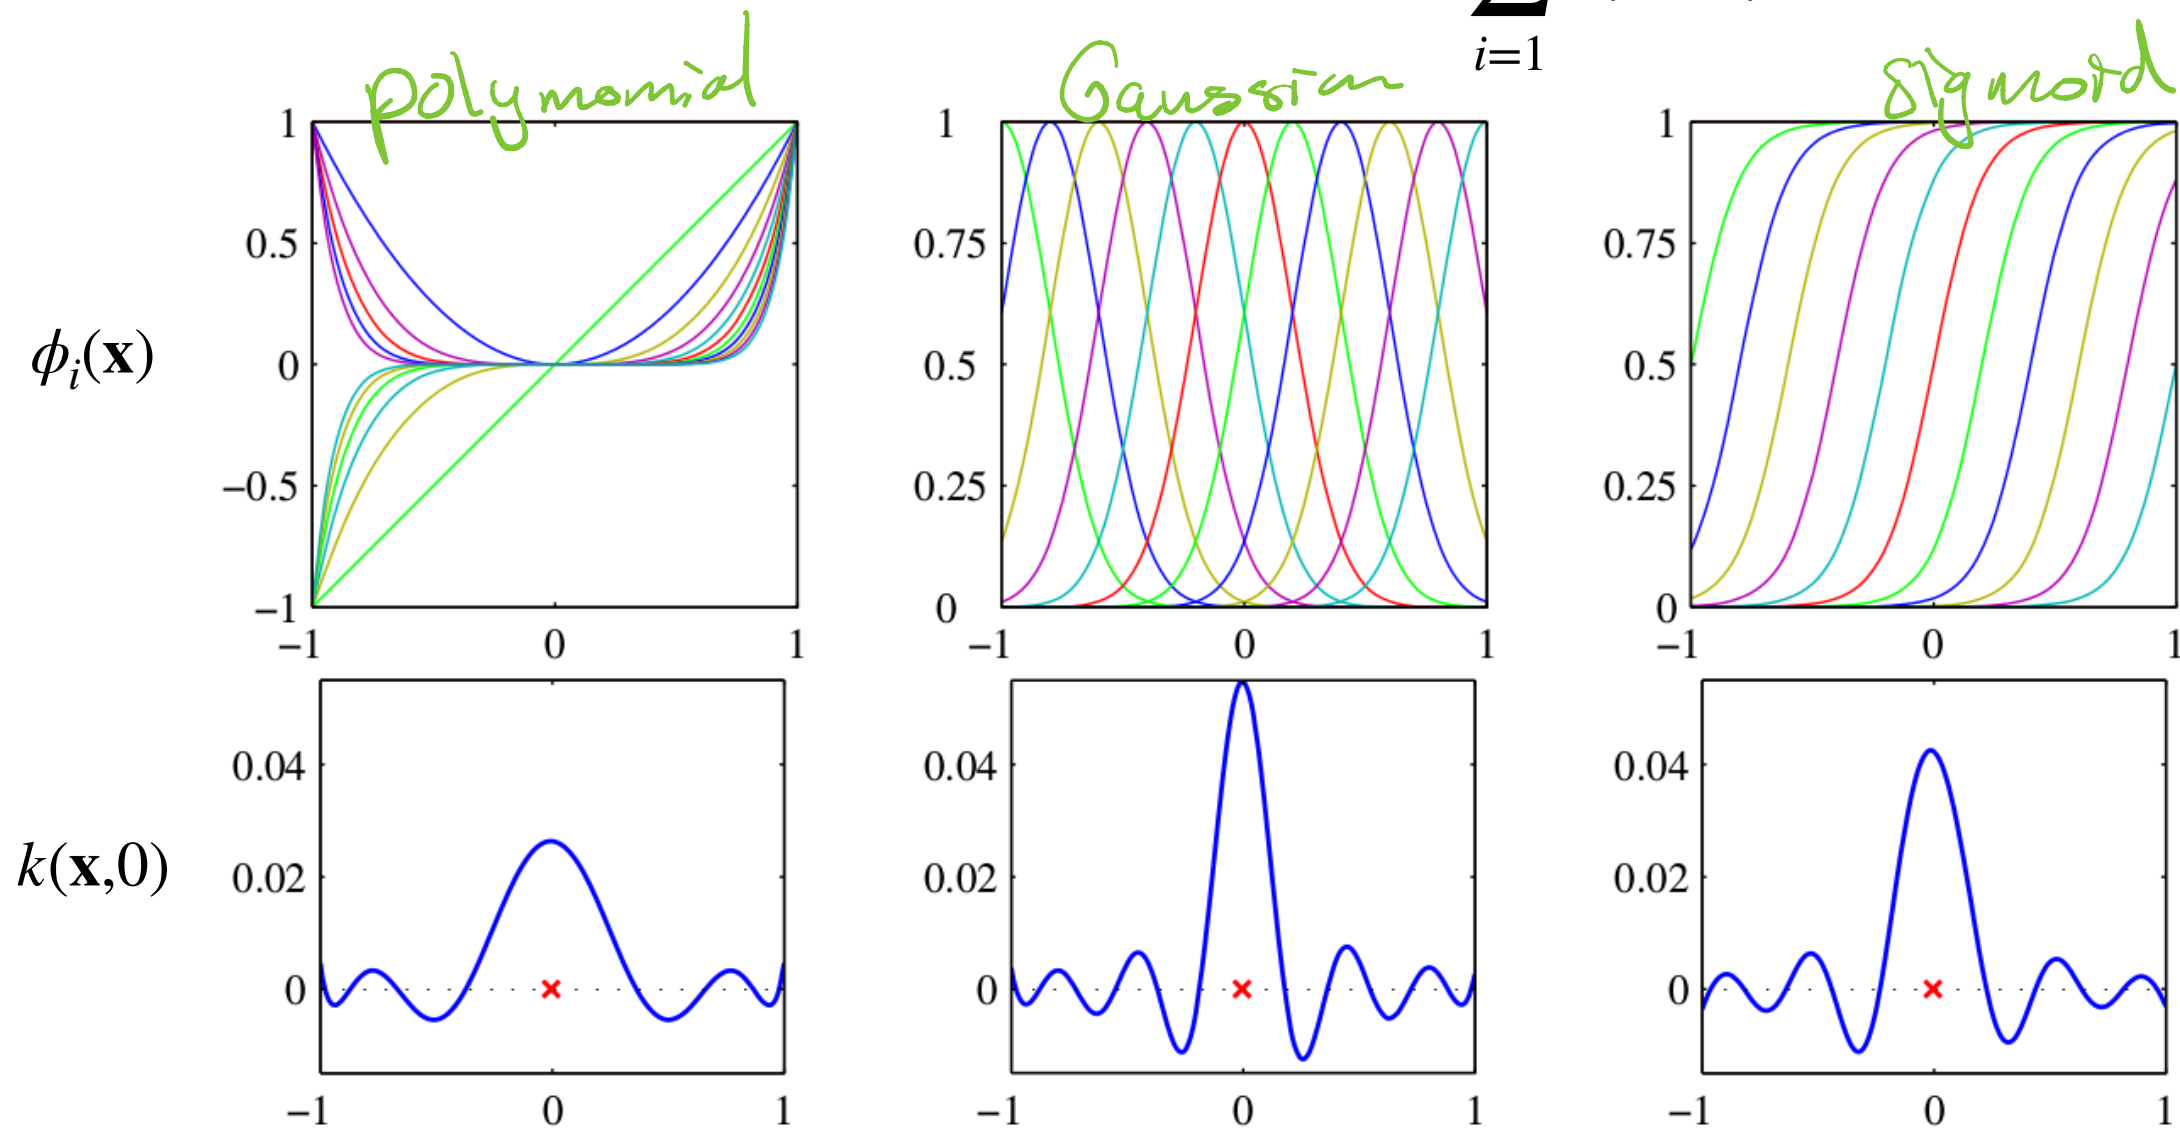 i=1
polynomial Gaussian sigmoid
1 1 1
0.5 0.75 0.75
ϕᵢ(x) 0 0.5 0.5
−0.5 0.25 0.25
−1 0 0
−1 0 1 −1 0 1 −1 0 1
0.04 0.04 0.04
k(x,0) 0.02 0.02 0.02
0 0 0
−1 0 1 −1 0 1 −1 0 1